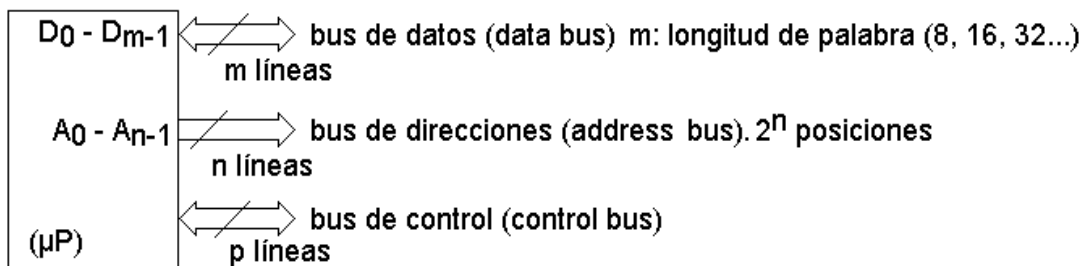 D0 - Dm-1 bus de datos (data bus) m: longitud de palabra (8, 16, 32...)
m líneas
A0 - An-1 bus de direcciones (address bus). 2^n posiciones
n líneas
bus de control (control bus)
(µP) p líneas